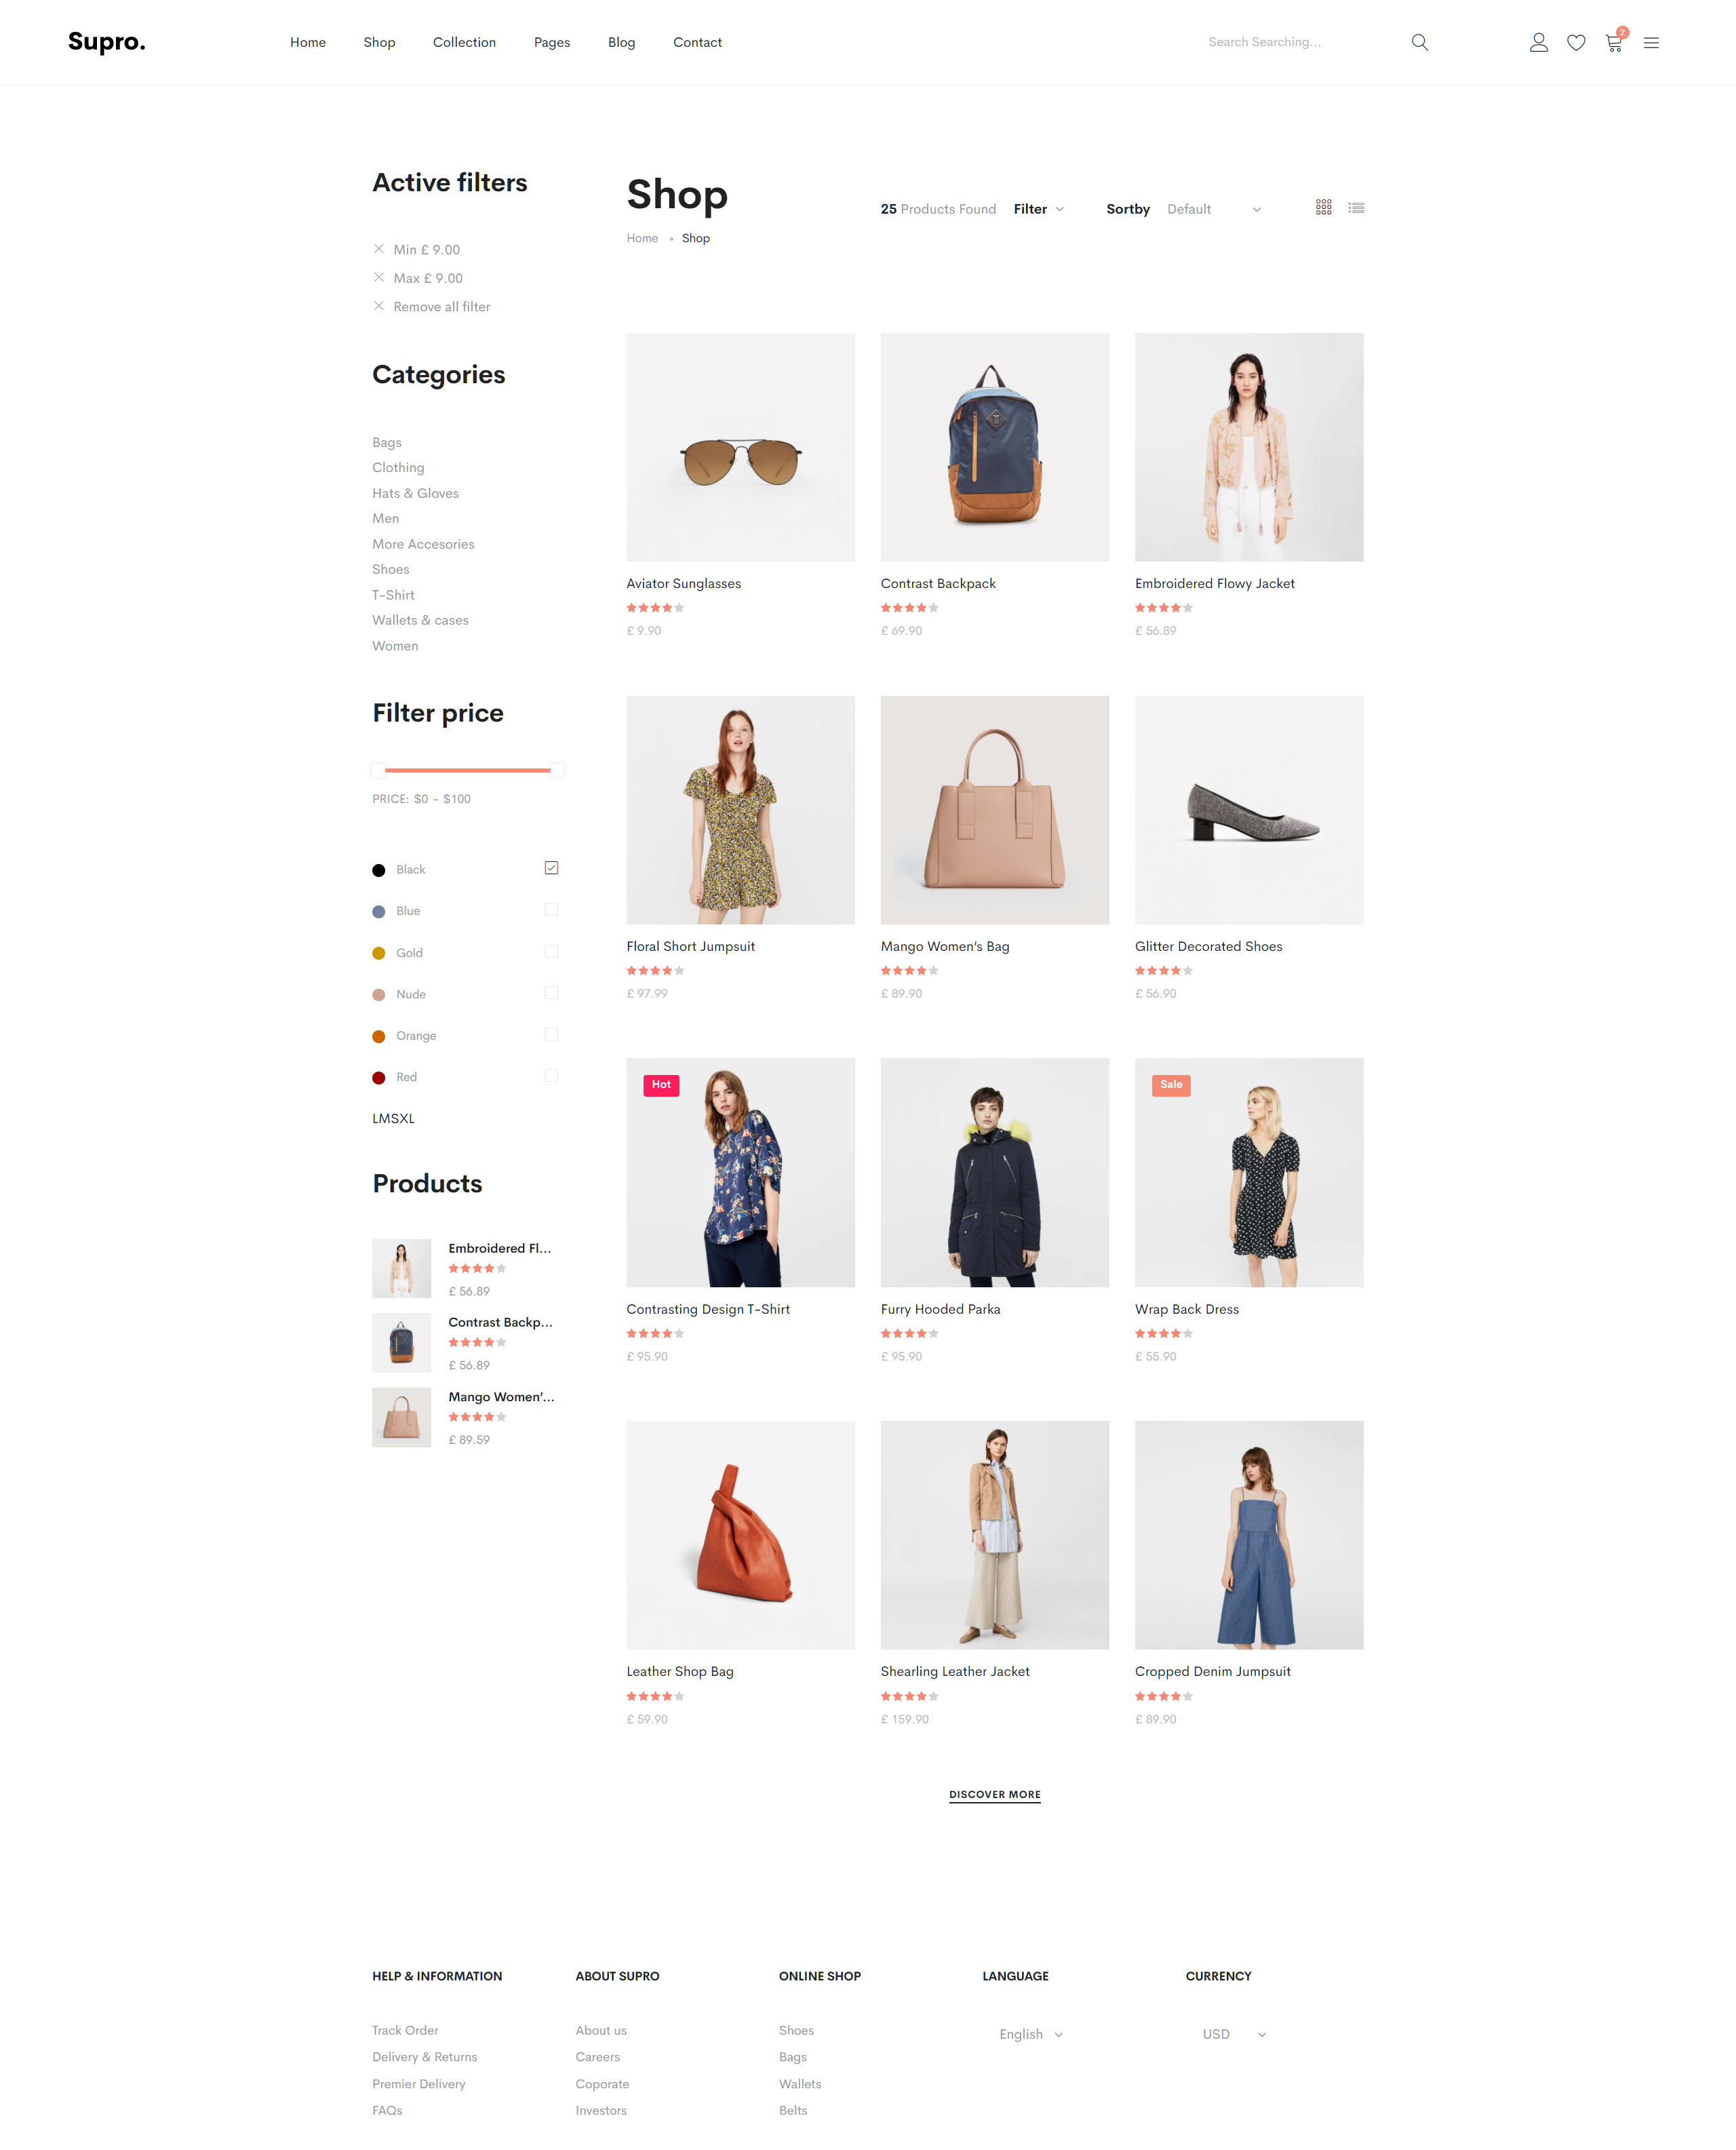 Supro.
Home
Shop
Collection
Pages
Blog
Contact
Search Searching...
2
Active filters
Min £ 9.00
Max £ 9.00
Remove all filter
Categories
Bags
Clothing
Hats & Gloves
Men
More Accesories
Shoes
T-Shirt
Wallets & cases
Women
Filter price
PRICE: $0 - $100
Black
Blue
Gold
Nude
Orange
Red
LMSXL
Products
Embroidered Fl...
£ 56.89
Contrast Backp...
£ 56.89
Mango Women’...
£ 89.59
Shop
Home • Shop
25 Products Found
Filter
Sortby
Default
Aviator Sunglasses
£ 9.90
Contrast Backpack
£ 69.90
Embroidered Flowy Jacket
£ 56.89
Floral Short Jumpsuit
£ 97.99
Mango Women’s Bag
£ 89.90
Glitter Decorated Shoes
£ 56.90
Hot
Contrasting Design T-Shirt
£ 95.90
Furry Hooded Parka
£ 95.90
Sale
Wrap Back Dress
£ 55.90
Leather Shop Bag
£ 59.90
Shearling Leather Jacket
£ 159.90
Cropped Denim Jumpsuit
£ 89.90
DISCOVER MORE
HELP & INFORMATION
Track Order
Delivery & Returns
Premier Delivery
FAQs
ABOUT SUPRO
About us
Careers
Coporate
Investors
ONLINE SHOP
Shoes
Bags
Wallets
Belts
LANGUAGE
English
CURRENCY
USD